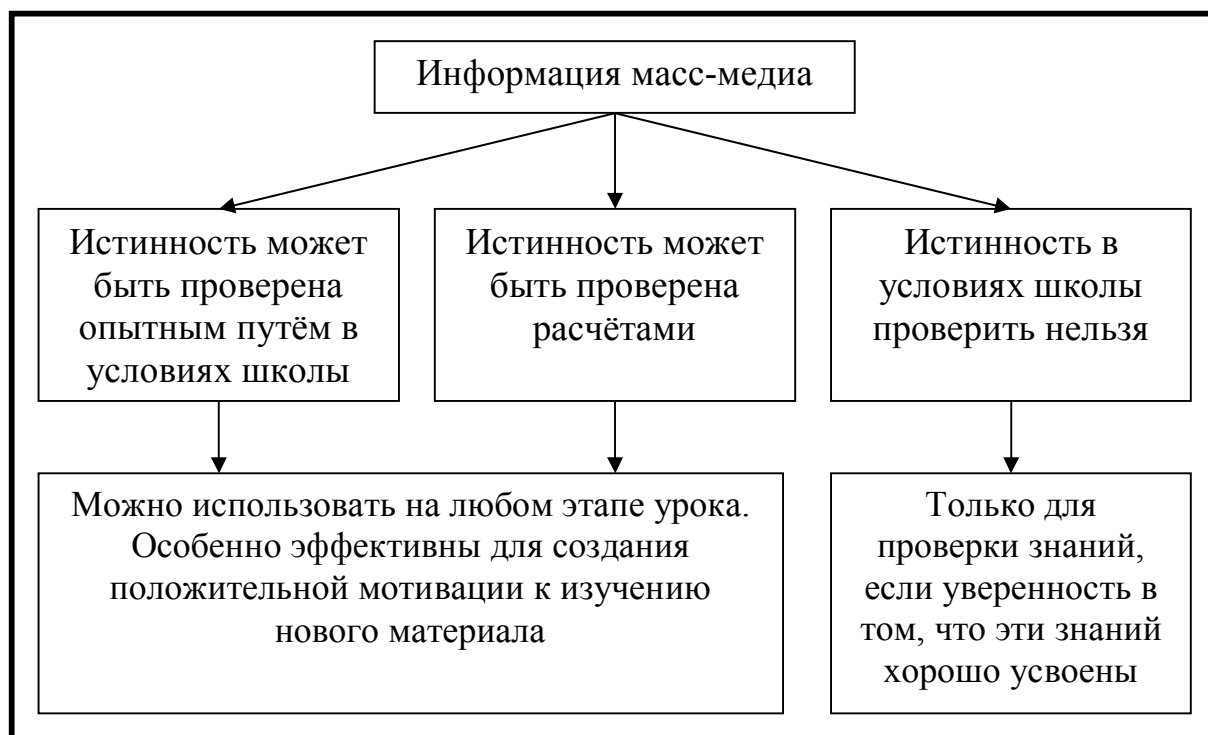 Информация масс-медиа
Истинность может
быть проверена
опытным путём в
условиях школы
Истинность может
быть проверена
расчётами
Истинность в
условиях школы
проверить нельзя
Можно использовать на любом этапе урока.
Особенно эффективны для создания
положительной мотивации к изучению
нового материала
Только для
проверки знаний,
если уверенность в
том, что эти знаний
хорошо усвоены